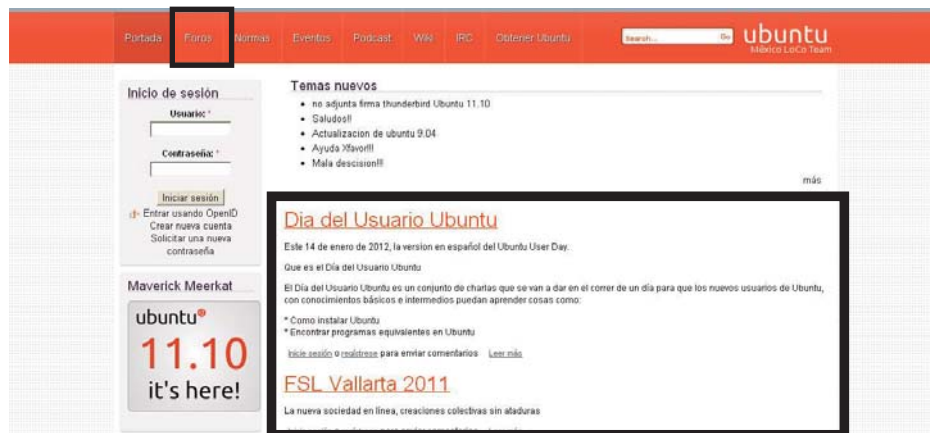 Portada Foros Normas Eventos Podcast Wiki IRC Obtener Ubuntu
Search... Go
ubuntu
México LoCo Team
Inicio de sesión
Usuario: *
Contraseña: *
Iniciar sesión
Entrar usando OpenID
Crear nueva cuenta
Solicitar una nueva
contraseña
Maverick Meerkat
ubuntu®
11.10
it's here!
Temas nuevos
• no adjunta firma thunderbird Ubuntu 11.10
• Saludos!!
• Actualizacion de ubuntu 9.04
• Ayuda Xfavor!!!
• Mala descision!!!
más
Dia del Usuario Ubuntu
Este 14 de enero de 2012, la version en español del Ubuntu User Day.
Que es el Día del Usuario Ubuntu
El Día del Usuario Ubuntu es un conjunto de charlas que se van a dar en el correr de un día para que los nuevos usuarios de Ubuntu,
con conocimientos básicos e intermedios puedan aprender cosas como:
* Como instalar Ubuntu
* Encontrar programas equivalentes en Ubuntu
Inicie sesión o regístrese para enviar comentarios Leer más
FSL Vallarta 2011
La nueva sociedad en línea, creaciones colectivas sin ataduras